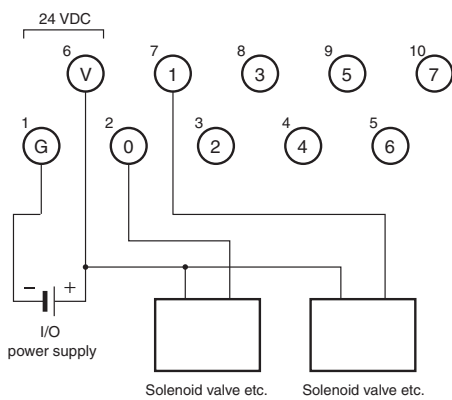 24 VDC
6 7 8 9 10
V 1 3 5 7
1 2 3 4 5
G 0 2 4 6
− +
I/O
power supply
Solenoid valve etc. Solenoid valve etc.